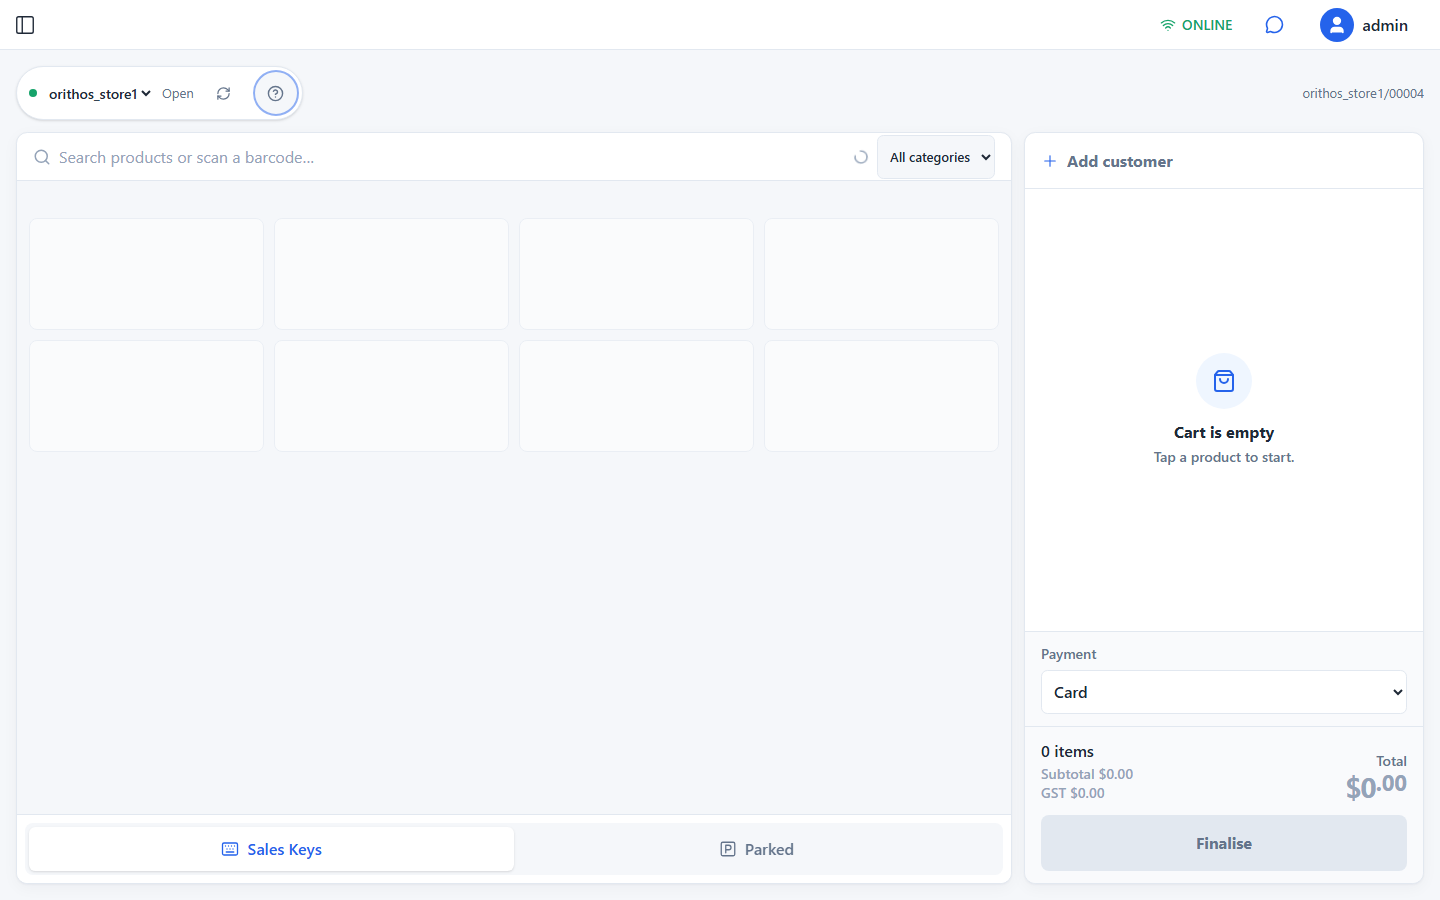 ONLINE
admin
orithos_store1
Open
orithos_store1/00004
Search products or scan a barcode...
All categories
Add customer
Cart is empty
Tap a product to start.
Payment
Card
0 items
Subtotal $0.00
GST $0.00
Total
$0.00
Finalise
Sales Keys
Parked